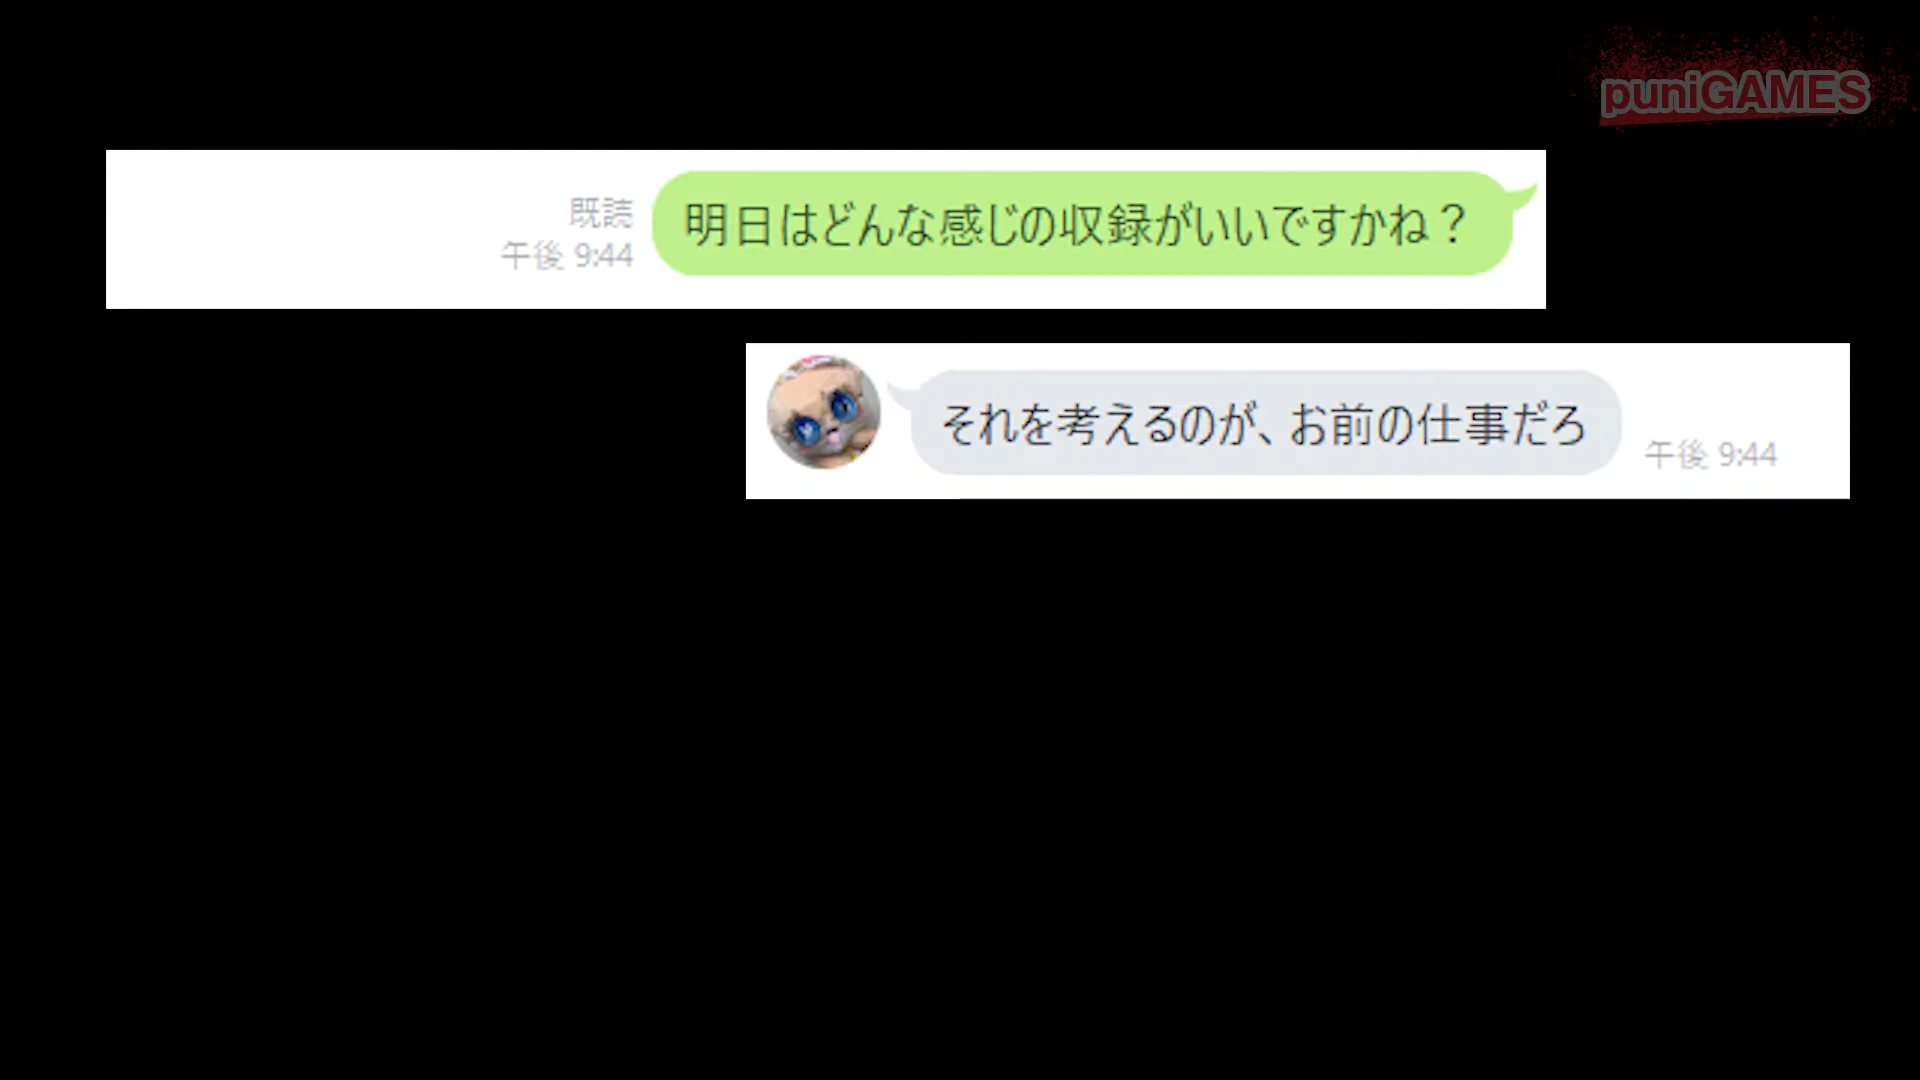 puniGAMES
既読
午後 9:44
明日はどんな感じの収録がいいですかね？
それを考えるのが、お前の仕事だろ
午後 9:44